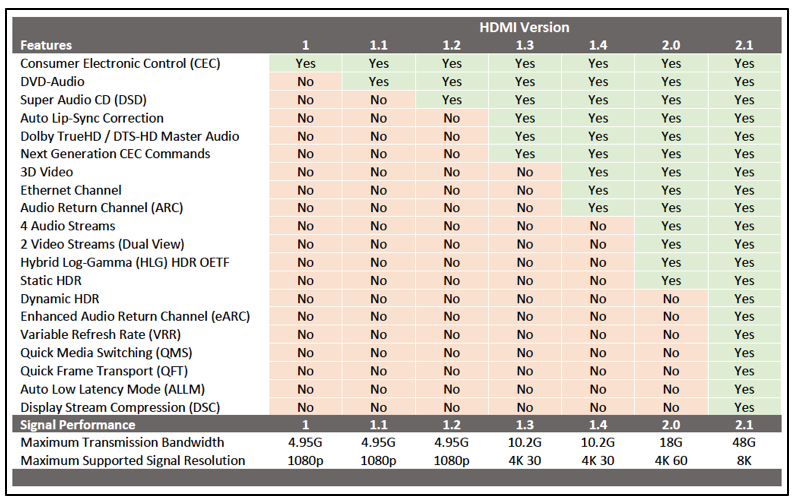 HDMI Version
Features 1 1.1 1.2 1.3 1.4 2.0 2.1
Consumer Electronic Control (CEC) Yes Yes Yes Yes Yes Yes Yes
DVD-Audio No Yes Yes Yes Yes Yes Yes
Super Audio CD (DSD) No No Yes Yes Yes Yes Yes
Auto Lip-Sync Correction No No No Yes Yes Yes Yes
Dolby TrueHD / DTS-HD Master Audio No No No Yes Yes Yes Yes
Next Generation CEC Commands No No No Yes Yes Yes Yes
3D Video No No No No Yes Yes Yes
Ethernet Channel No No No No Yes Yes Yes
Audio Return Channel (ARC) No No No No Yes Yes Yes
4 Audio Streams No No No No No Yes Yes
2 Video Streams (Dual View) No No No No No Yes Yes
Hybrid Log-Gamma (HLG) HDR OETF No No No No No Yes Yes
Static HDR No No No No No Yes Yes
Dynamic HDR No No No No No No Yes
Enhanced Audio Return Channel (eARC) No No No No No No Yes
Variable Refresh Rate (VRR) No No No No No No Yes
Quick Media Switching (QMS) No No No No No No Yes
Quick Frame Transport (QFT) No No No No No No Yes
Auto Low Latency Mode (ALLM) No No No No No No Yes
Display Stream Compression (DSC) No No No No No No Yes
Signal Performance 1 1.1 1.2 1.3 1.4 2.0 2.1
Maximum Transmission Bandwidth 4.95G 4.95G 4.95G 10.2G 10.2G 18G 48G
Maximum Supported Signal Resolution 1080p 1080p 1080p 4K 30 4K 30 4K 60 8K